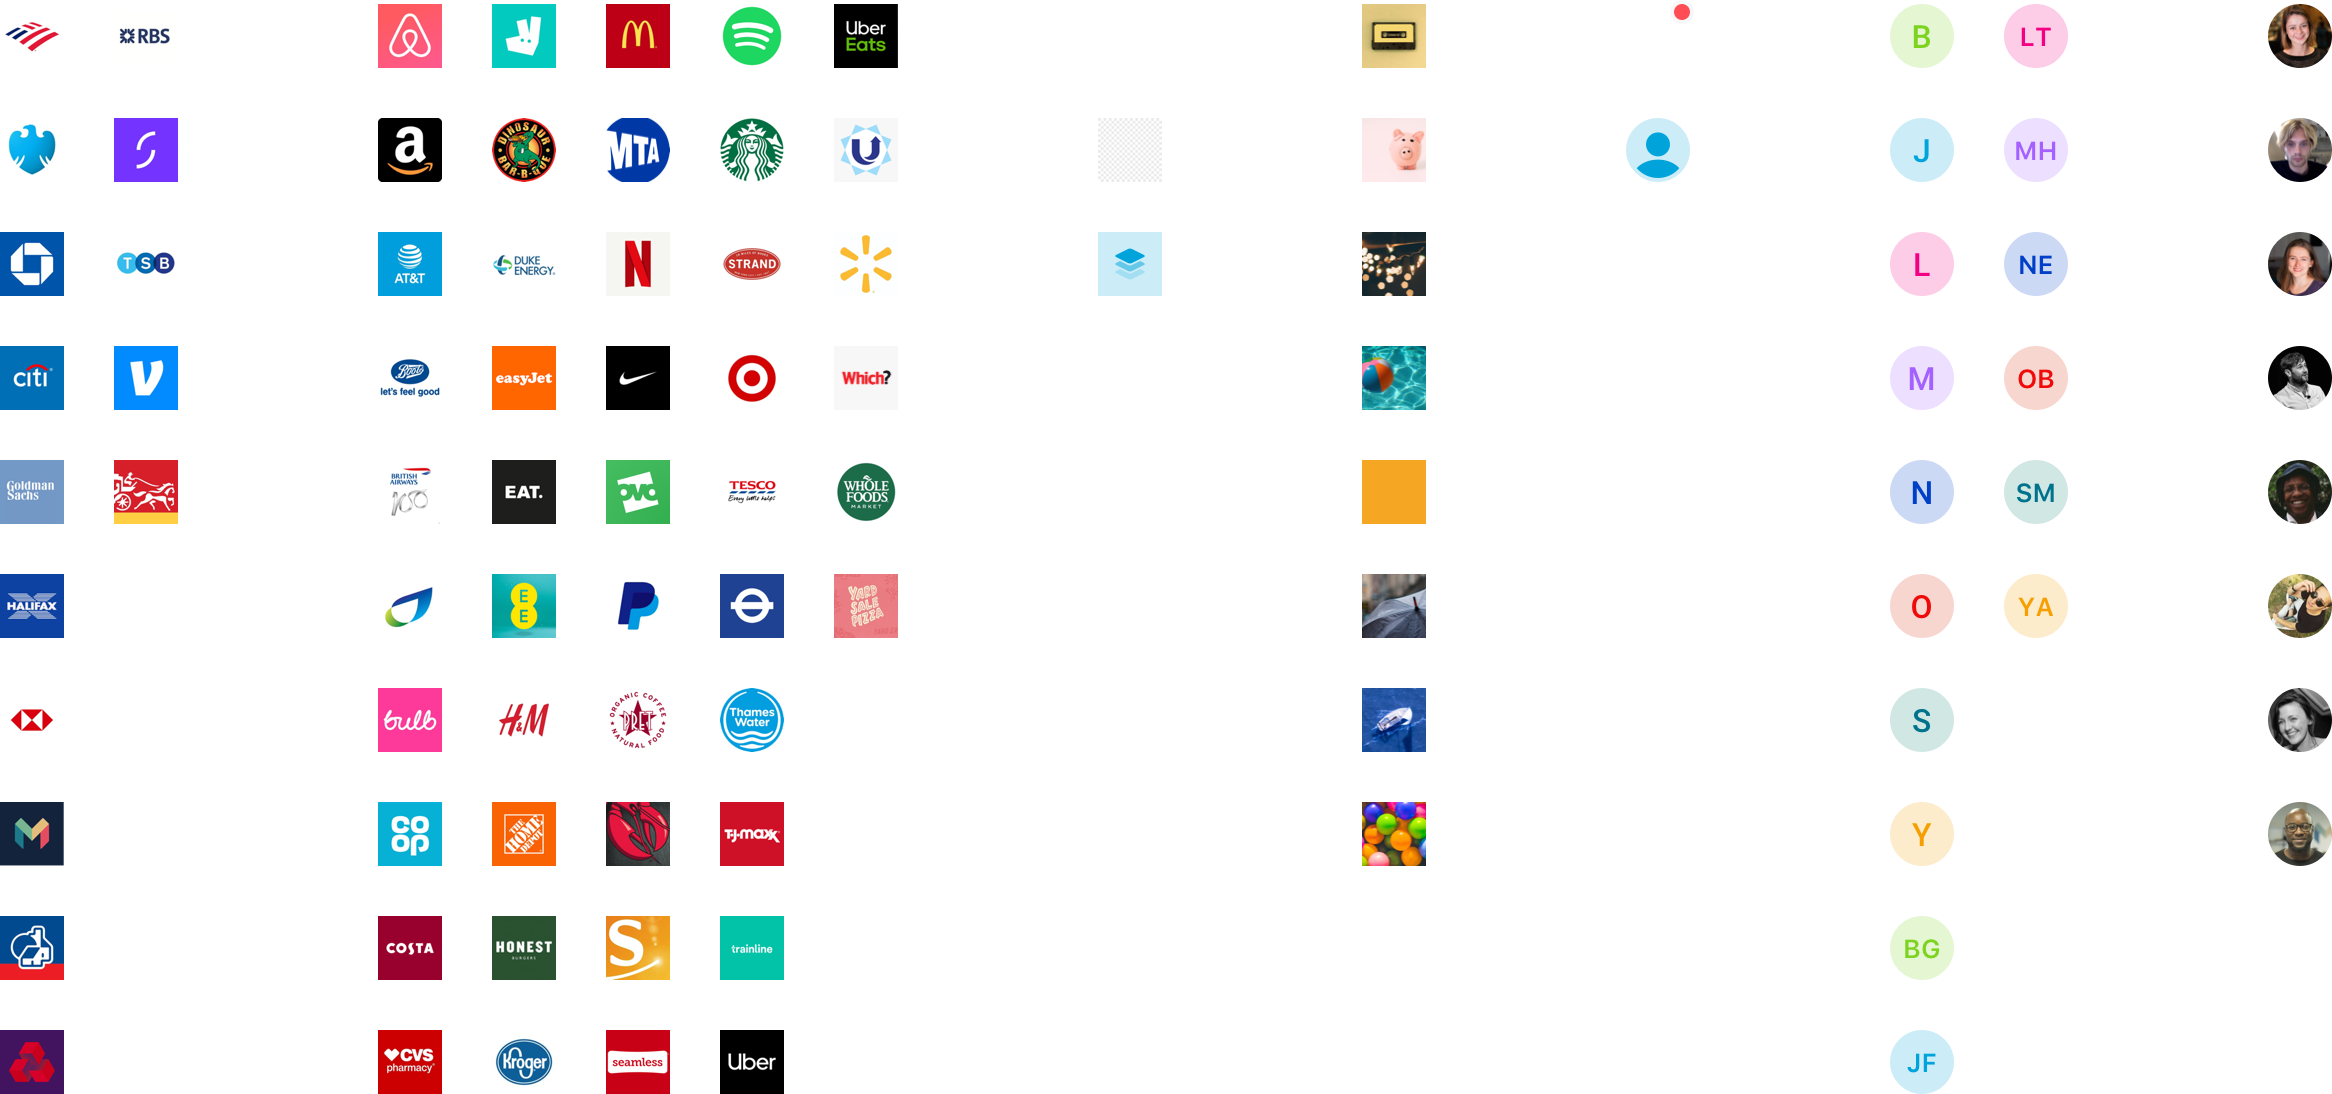 RBS
Uber
Eats
B
LT
a
DINOSAUR
BAR-B-QUE
MTA
U
J
MH
TSB
AT&T
DUKE
ENERGY
N
STRAND
L
NE
citi
V
Boots
let's feel good
easyJet
Which?
M
OB
Goldman
Sachs
BRITISH
AIRWAYS
100
EAT.
OVO
TESCO
Every little helps
WHOLE
FOODS
MARKET
N
SM
HALIFAX
E
E
P
YARD
SALE
PIZZA
O
YA
bulb
H&M
ORGANIC COFFEE
PRET
NATURAL FOOD
Thames
Water
S
M
CO
OP
THE
HOME
DEPOT
T·J·maxx
Y
COSTA
HONEST
BURGERS
S
trainline
BG
CVS
pharmacy
Kroger
seamless
Uber
JF